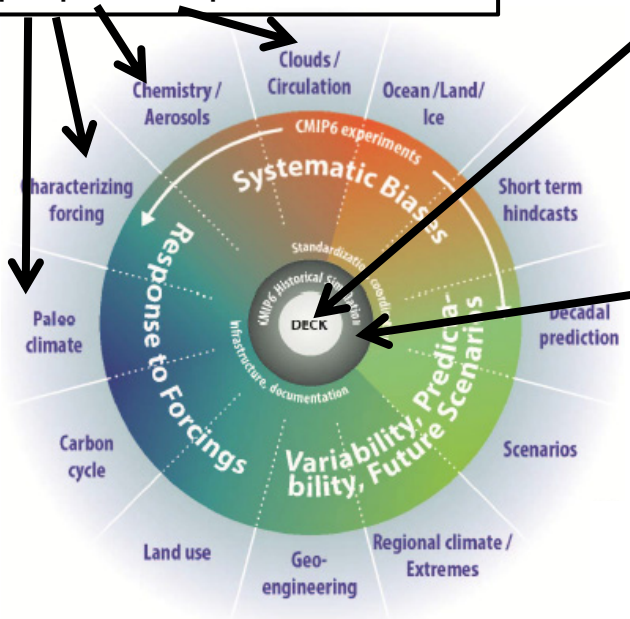 Clouds /
Circulation
Chemistry /
Aerosols
Ocean /Land/
Ice
Characterizing
forcing
Short term
hindcasts
Paleo
climate
Decadal
prediction
Carbon
cycle
Scenarios
Land use
Geo-
engineering
Regional climate /
Extremes
CMIP6 experiments
Systematic Biases
Response to Forcings
Variability, Predicta-
bility, Future Scenarios
Standardization,
Infrastructure, documentation
CMIP6 Historical Simulation
DECK